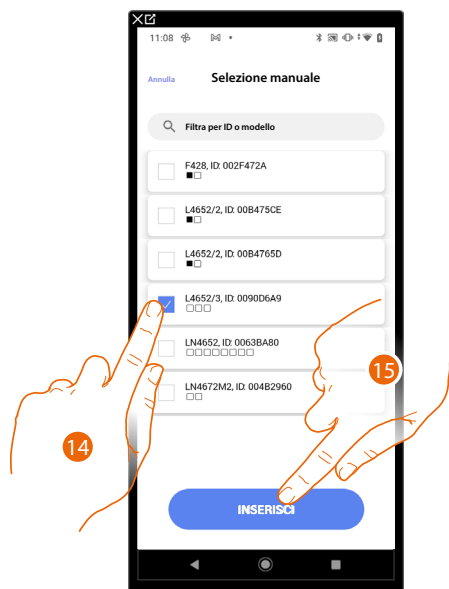 11:08
Annulla
Selezione manuale
Filtra per ID o modello
F428, ID: 002F472A
L4652/2, ID: 00B475CE
L4652/2, ID: 00B4765D
L4652/3, ID: 0090D6A9
LN4652, ID: 0063BA80
LN4672M2, ID: 004B2960
15
14
INSERISCI